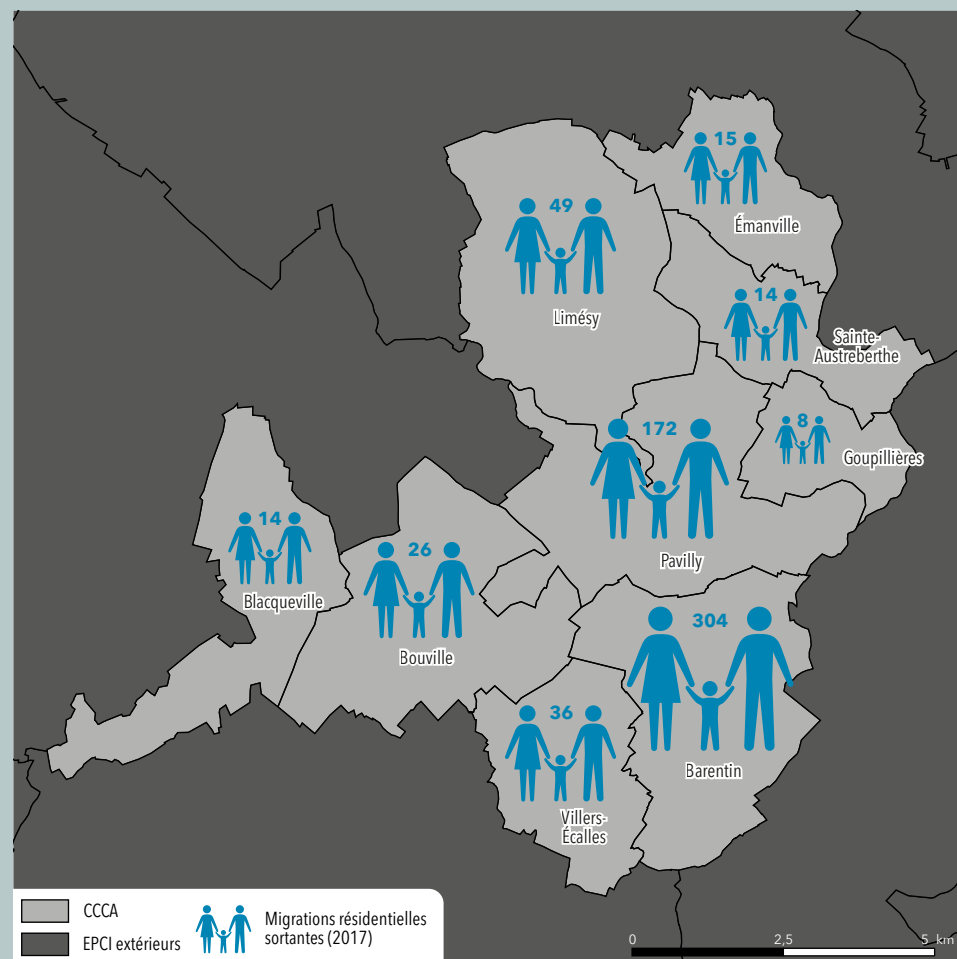 15
Émanville
49
Limésy
14
Sainte-
Austreberthe
172
8
Goupillières
Pavilly
14
Blacqueville
26
Bouville
304
Barentin
36
Villers-
Écalles
CCCA
EPCI extérieurs
Migrations résidentielles
sortantes (2017)
0 2,5 5 km